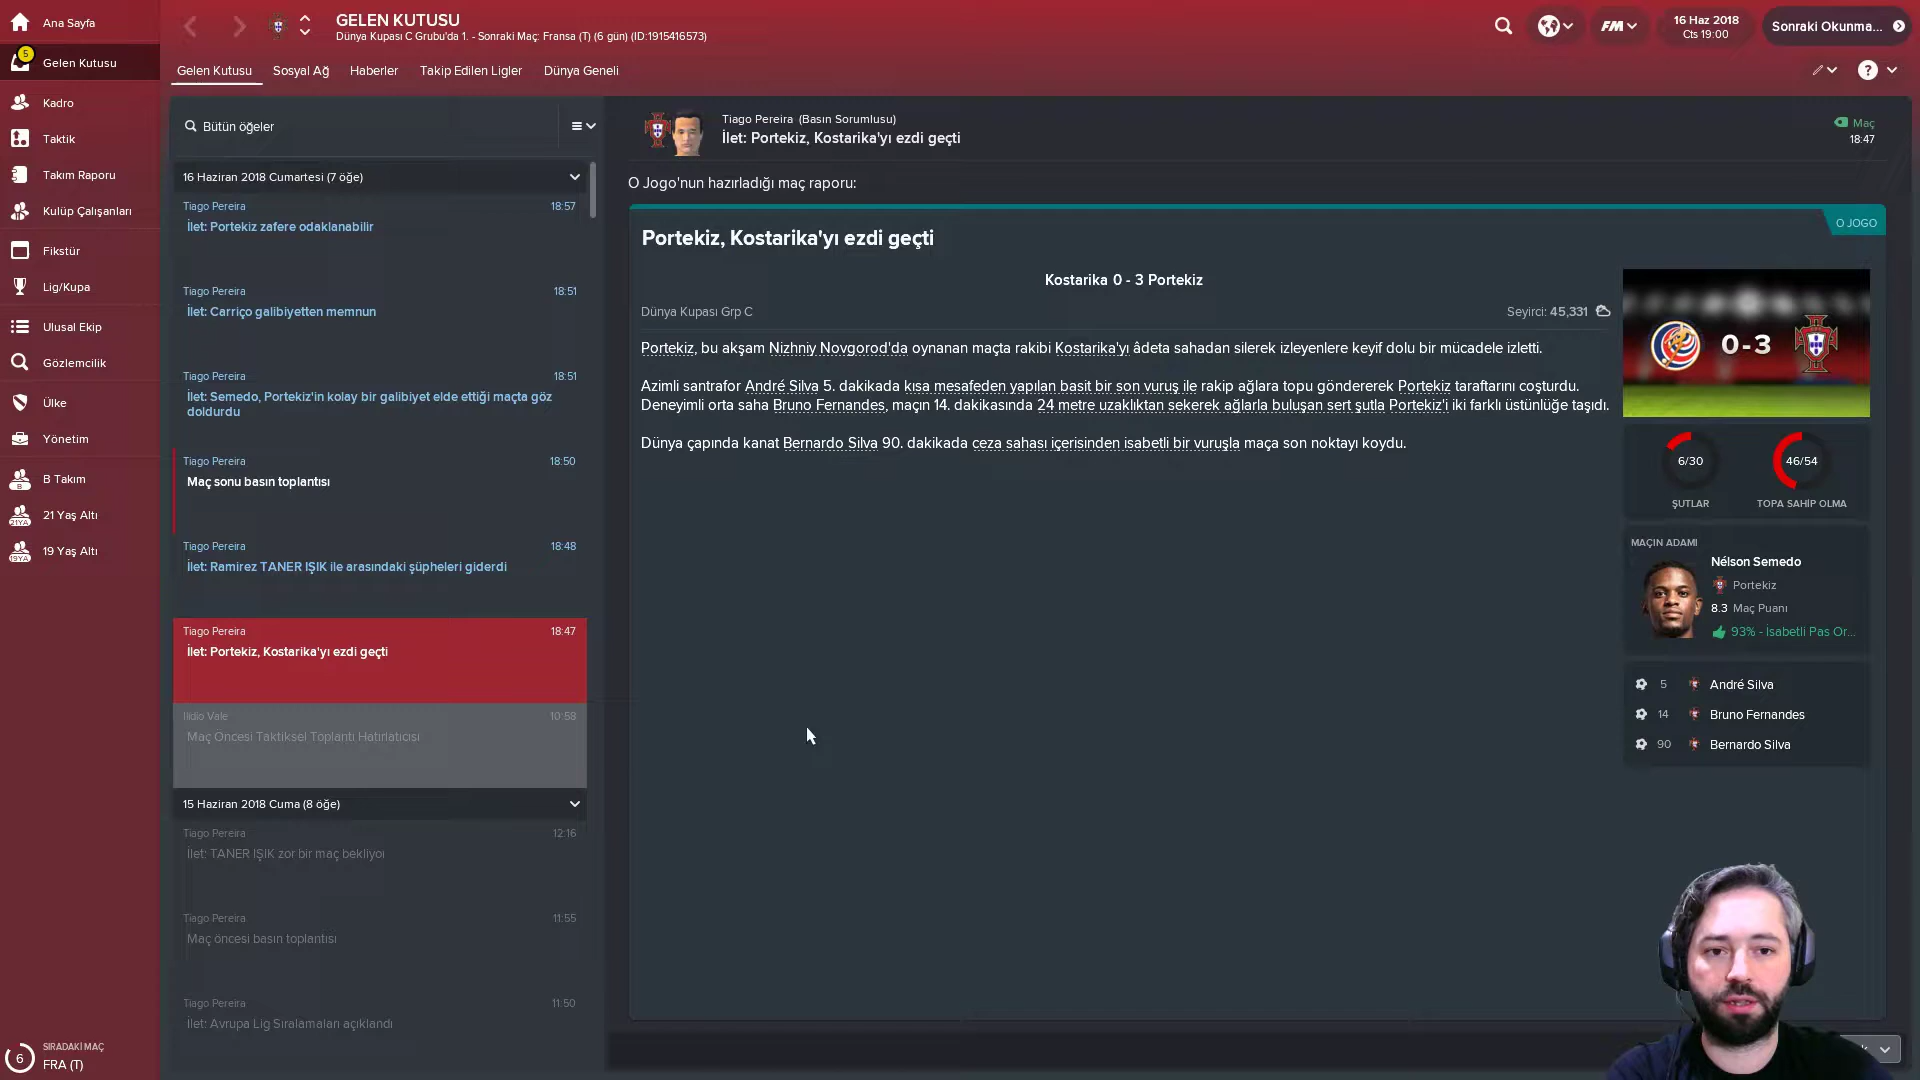 Ana Sayfa
5
Gelen Kutusu
Kadro
Taktik
Takım Raporu
Kulüp Çalışanları
Fikstür
Lig/Kupa
Ulusal Ekip
Gözlemcilik
Ülke
Yönetim
B
B Takım
21YA
21 Yaş Altı
19YA
19 Yaş Altı
6
SIRADAKİ MAÇ
FRA (T)
GELEN KUTUSU
Dünya Kupası C Grubu'da 1. - Sonraki Maç: Fransa (T) (6 gün) (ID:1915416573)
FM
16 Haz 2018
Cts 19:00
Sonraki Okunma...
Gelen Kutusu
Sosyal Ağ
Haberler
Takip Edilen Ligler
Dünya Geneli
?
Bütün öğeler
16 Haziran 2018 Cumartesi (7 öğe)
Tiago Pereira 18:57
İlet: Portekiz zafere odaklanabilir
Tiago Pereira 18:51
İlet: Carriço galibiyetten memnun
Tiago Pereira 18:51
İlet: Semedo, Portekiz'in kolay bir galibiyet elde ettiği maçta göz
doldurdu
Tiago Pereira 18:50
Maç sonu basın toplantısı
Tiago Pereira 18:48
İlet: Ramirez TANER IŞIK ile arasındaki şüpheleri giderdi
Tiago Pereira 18:47
İlet: Portekiz, Kostarika'yı ezdi geçti
Ilídio Vale 10:58
Maç Öncesi Taktiksel Toplantı Hatırlatıcısı
15 Haziran 2018 Cuma (8 öğe)
Tiago Pereira 12:16
İlet: TANER IŞIK zor bir maç bekliyor
Tiago Pereira 11:55
Maç öncesi basın toplantısı
Tiago Pereira 11:50
İlet: Avrupa Lig Sıralamaları açıklandı
Tiago Pereira (Basın Sorumlusu)
İlet: Portekiz, Kostarika'yı ezdi geçti
Maç
18:47
O Jogo'nun hazırladığı maç raporu:
O JOGO
Portekiz, Kostarika'yı ezdi geçti
Kostarika 0 - 3 Portekiz
Dünya Kupası Grp C
Seyirci: 45,331
Portekiz, bu akşam Nizhniy Novgorod'da oynanan maçta rakibi Kostarika'yı âdeta sahadan silerek izleyenlere keyif dolu bir mücadele izletti.
Azimli santrafor André Silva 5. dakikada kısa mesafeden yapılan basit bir son vuruş ile rakip ağlara topu göndererek Portekiz taraftarını coşturdu.
Deneyimli orta saha Bruno Fernandes, maçın 14. dakikasında 24 metre uzaklıktan sekerek ağlarla buluşan sert şutla Portekiz'i iki farklı üstünlüğe taşıdı.
Dünya çapında kanat Bernardo Silva 90. dakikada ceza sahası içerisinden isabetli bir vuruşla maça son noktayı koydu.
0-3
6/30
46/54
ŞUTLAR
TOPA SAHİP OLMA
MAÇIN ADAMI
Nélson Semedo
Portekiz
8.3 Maç Puanı
93% - İsabetli Pas Or...
5 André Silva
14 Bruno Fernandes
90 Bernardo Silva